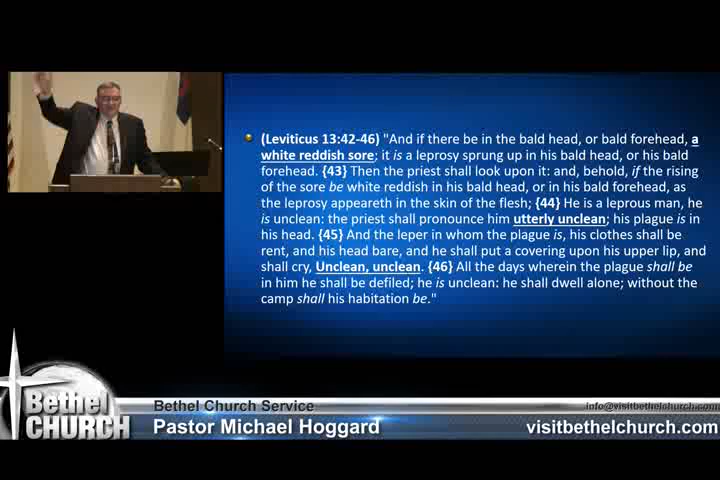 (Leviticus 13:42-46) "And if there be in the bald head, or bald forehead, a
white reddish sore; it is a leprosy sprung up in his bald head, or his bald
forehead. {43} Then the priest shall look upon it: and, behold, if the rising
of the sore be white reddish in his bald head, or in his bald forehead, as
the leprosy appeareth in the skin of the flesh; {44} He is a leprous man, he
is unclean: the priest shall pronounce him utterly unclean; his plague is in
his head. {45} And the leper in whom the plague is, his clothes shall be
rent, and his head bare, and he shall put a covering upon his upper lip, and
shall cry, Unclean, unclean. {46} All the days wherein the plague shall be
in him he shall be defiled; he is unclean: he shall dwell alone; without the
camp shall his habitation be."
Bethel
CHURCH
Bethel Church Service
info@visitbethelchurch.com
Pastor Michael Hoggard
visitbethelchurch.com